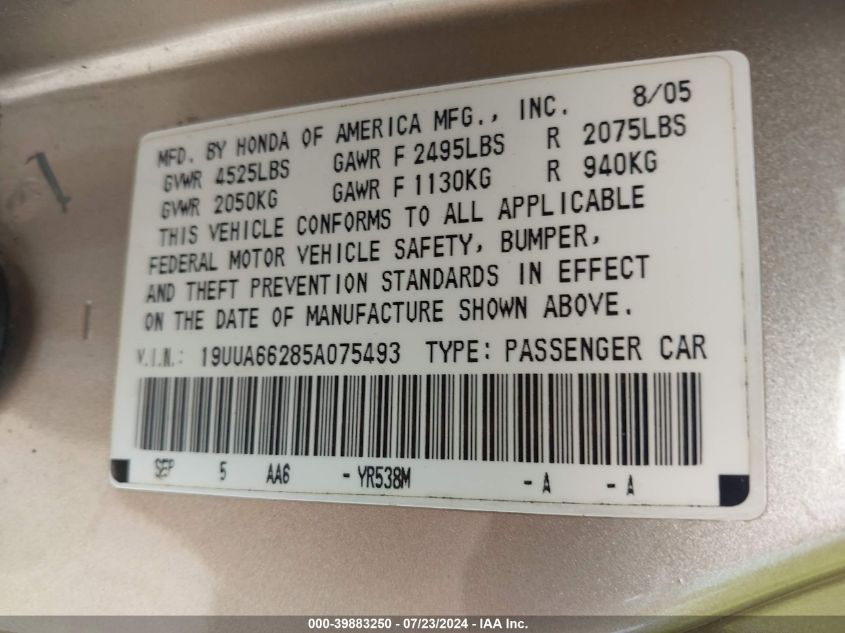 MFD. BY HONDA OF AMERICA MFG., INC. 8/05
GVWR 4525LBS GAWR F 2495LBS R 2075LBS
GVWR 2050KG GAWR F 1130KG R 940KG
THIS VEHICLE CONFORMS TO ALL APPLICABLE
FEDERAL MOTOR VEHICLE SAFETY, BUMPER,
AND THEFT PREVENTION STANDARDS IN EFFECT
ON THE DATE OF MANUFACTURE SHOWN ABOVE.
V.I.N.: 19UUA66285A075493 TYPE: PASSENGER CAR
SEP 5 AA6 - YR538M - A - A
000-39883250 - 07/23/2024 - IAA Inc.